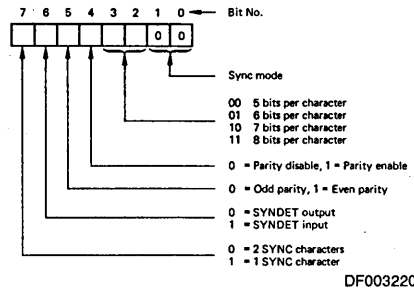 7 6 5 4 3 2 1 0 Bit No.
0 0
Sync mode
00 5 bits per character
01 6 bits per character
10 7 bits per character
11 8 bits per character
0 = Parity disable, 1 = Parity enable
0 = Odd parity, 1 = Even parity
0 = SYNDET output
1 = SYNDET input
0 = 2 SYNC characters
1 = 1 SYNC character
DF003220